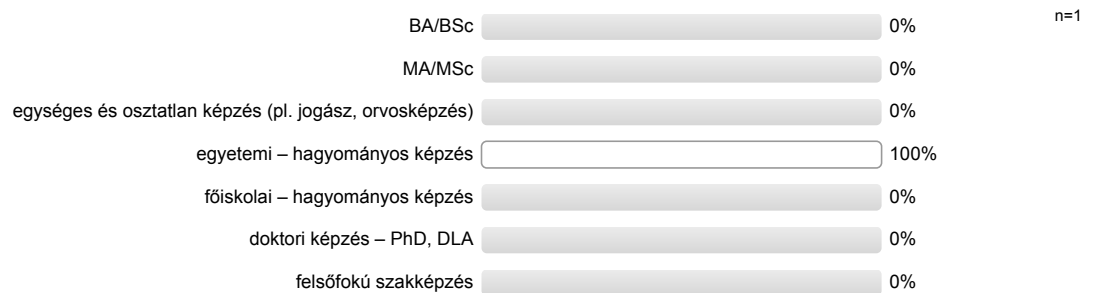 BA/BSc 0% n=1
MA/MSc 0%
egységes és osztatlan képzés (pl. jogász, orvosképzés) 0%
egyetemi – hagyományos képzés 100%
főiskolai – hagyományos képzés 0%
doktori képzés – PhD, DLA 0%
felsőfokú szakképzés 0%